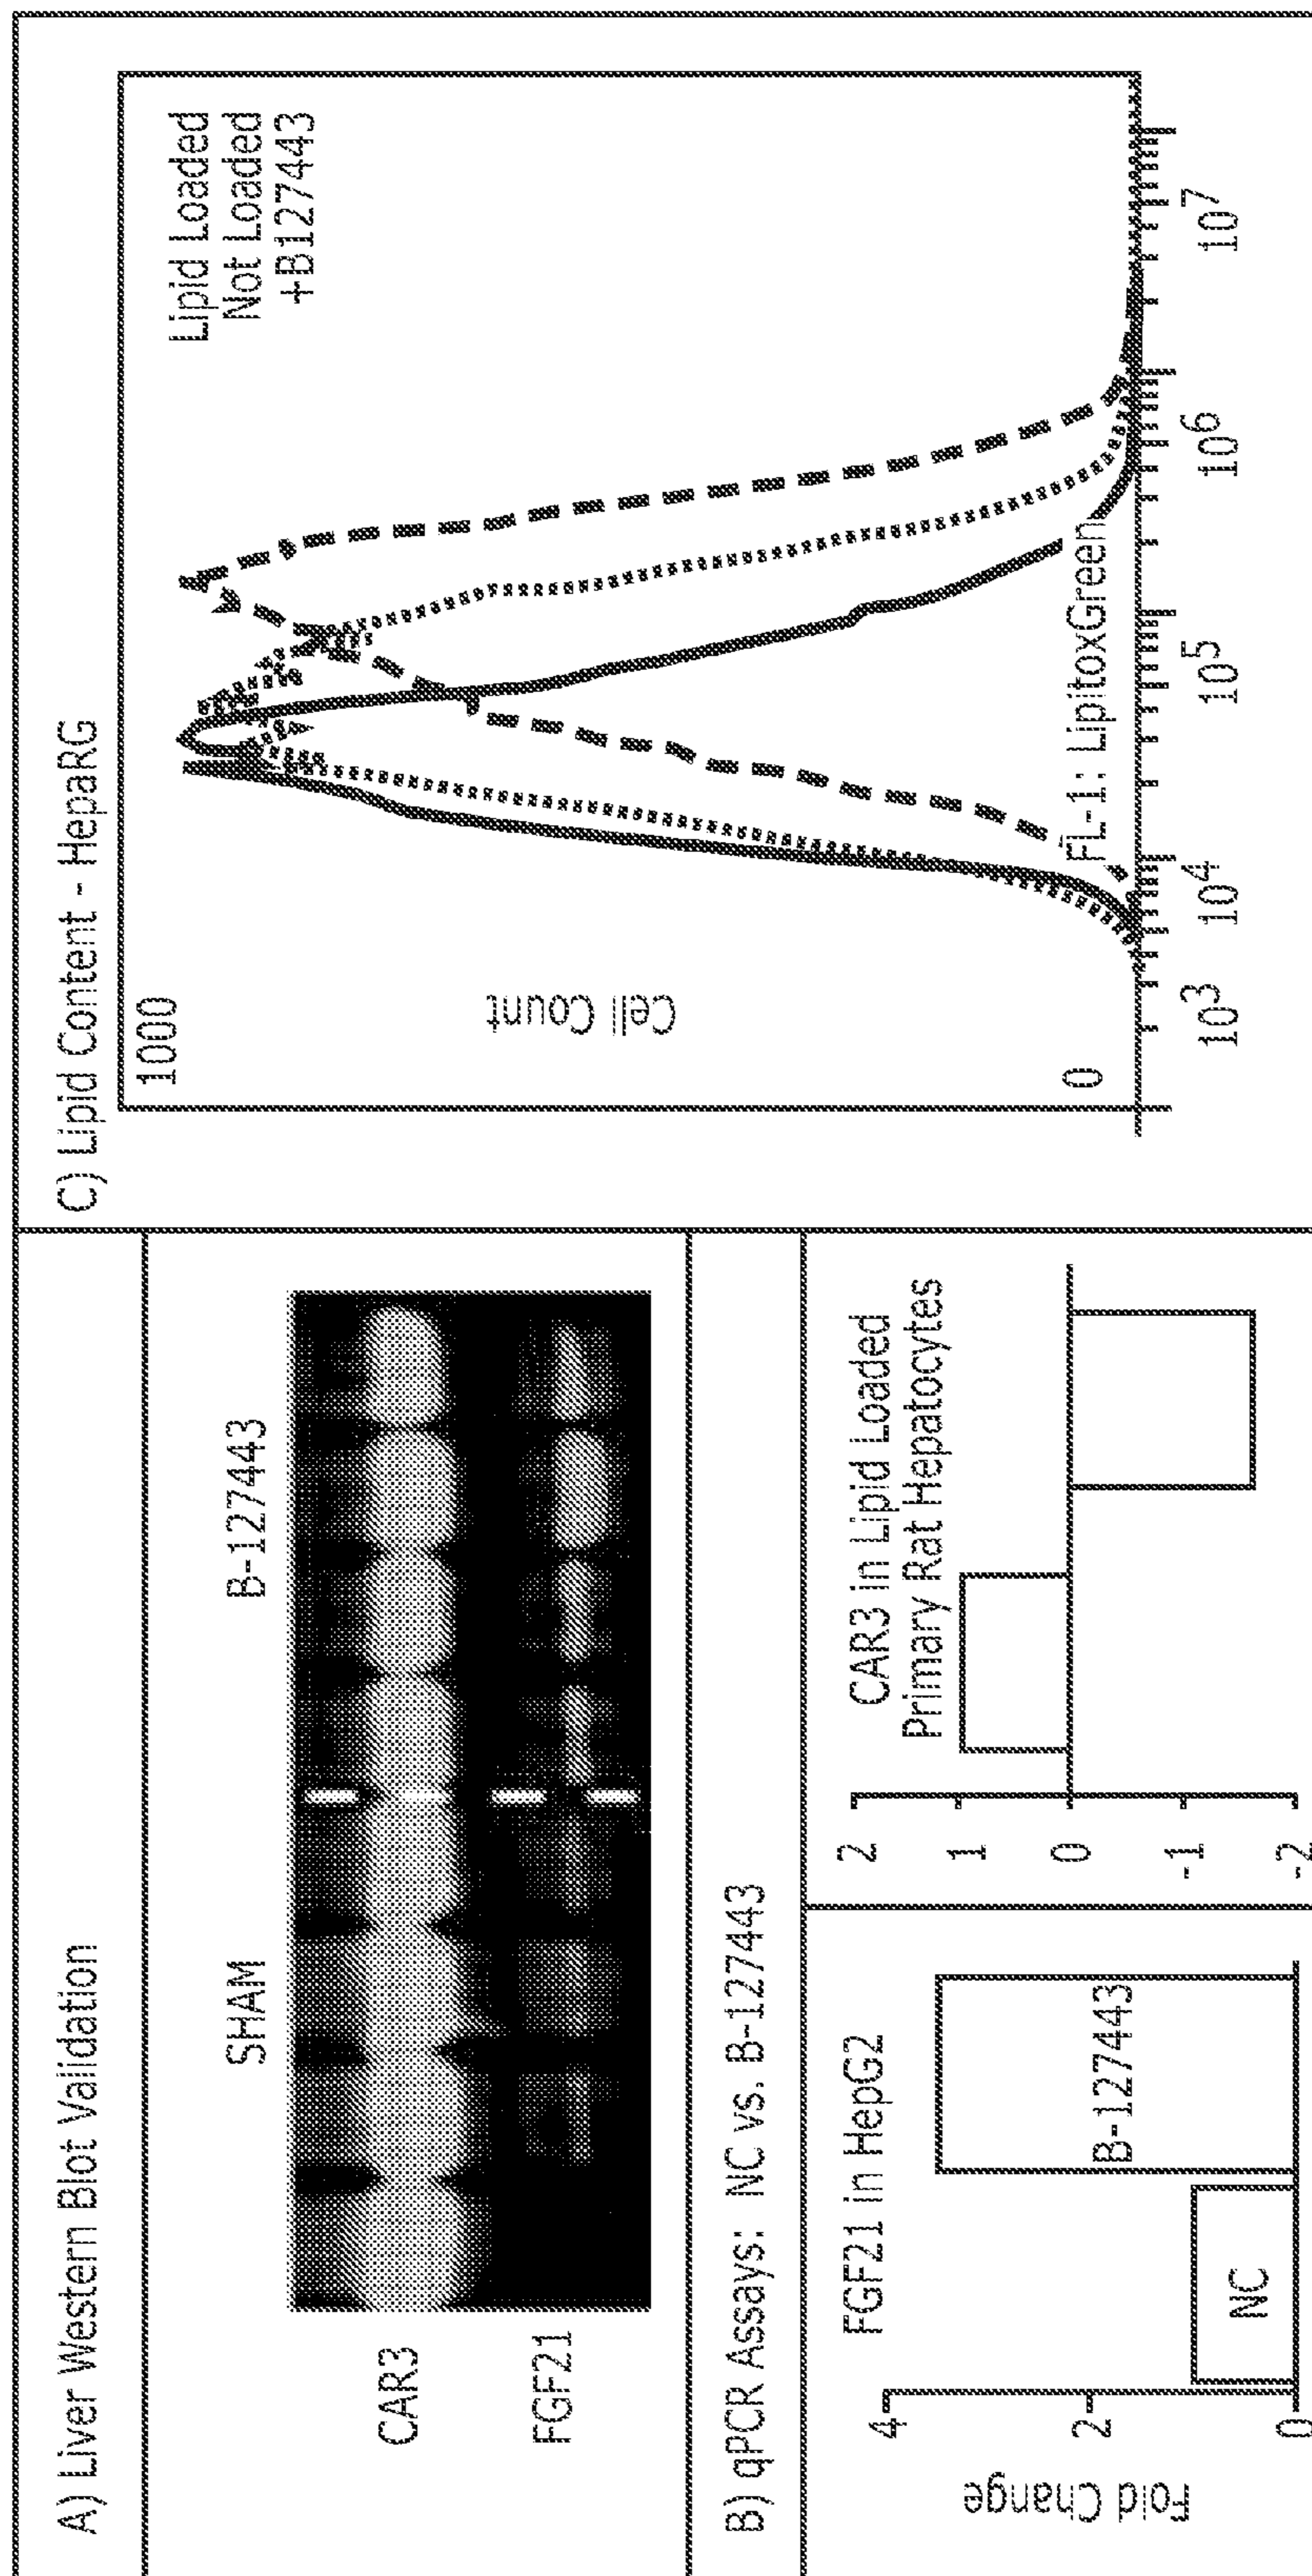 A) Liver Western Blot Validation
SHAM
B-127443
CAR3
FGF21
B) qPCR Assays: NC vs. B-127443
FGF21 in HepG2
Fold Change
4
2
0
NC
B-127443
CAR3 in Lipid Loaded
Primary Rat Hepatocytes
2
1
0
-1
-2
C) Lipid Content - HepaRG
1000
Cell Count
0
Lipid Loaded
Not Loaded
+B127443
FL-1: LipitoxGreen
10³
10⁴
10⁵
10⁶
10⁷